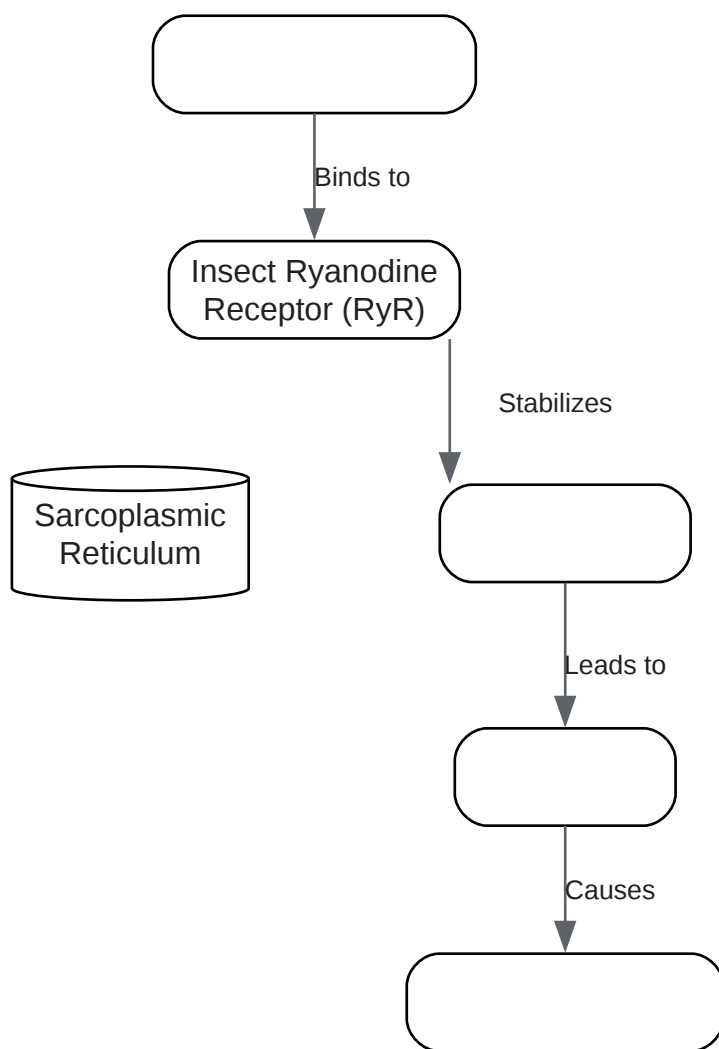 Binds to
Insect Ryanodine
Receptor (RyR)
Stabilizes
Sarcoplasmic
Reticulum
Leads to
Causes